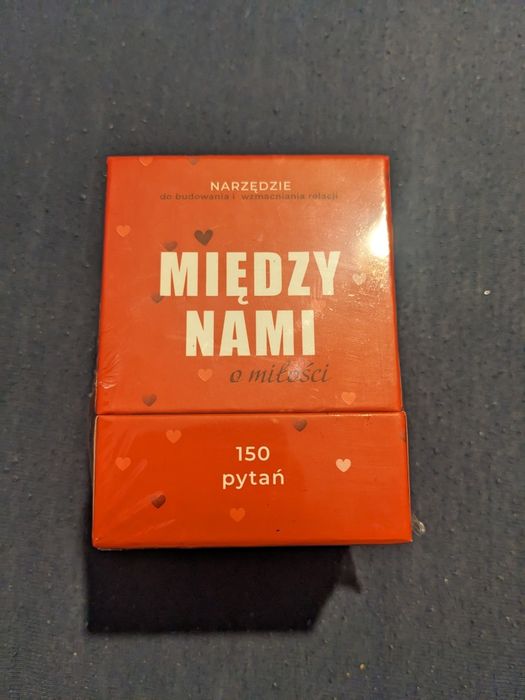 NARZĘDZIE
do budowania i wzmacniania relacji
MIĘDZY
NAMI
o miłości
150
pytań